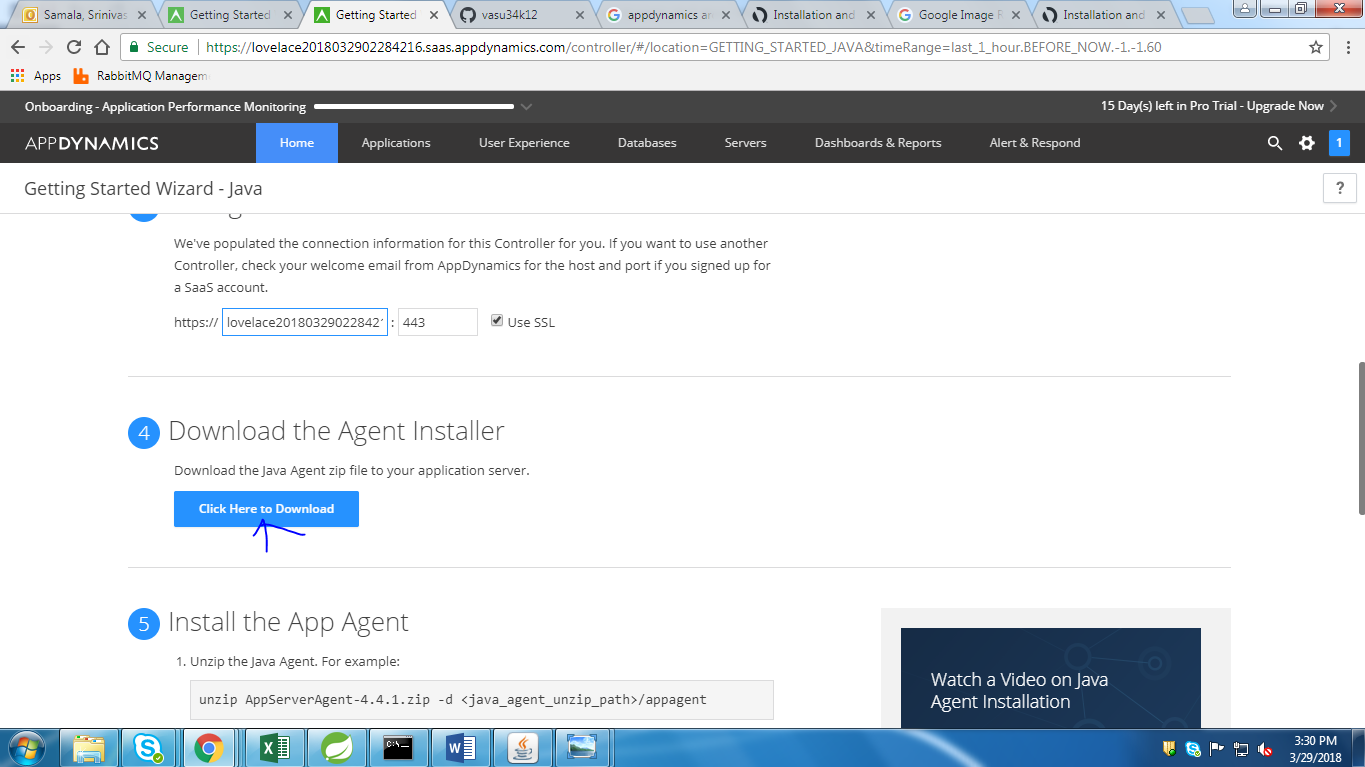 Samala, Srinivas
Getting Started
Getting Started
vasu34k12
appdynamics an
Installation and
Google Image R
Installation and
Secure
https://lovelace2018032902284216.saas.appdynamics.com/controller/#/location=GETTING_STARTED_JAVA&timeRange=last_1_hour.BEFORE_NOW.-1.-1.60
Apps
RabbitMQ Managem
Onboarding - Application Performance Monitoring
15 Day(s) left in Pro Trial - Upgrade Now
APPDYNAMICS
Home
Applications
User Experience
Databases
Servers
Dashboards & Reports
Alert & Respond
1
Getting Started Wizard - Java
?
We've populated the connection information for this Controller for you. If you want to use another
Controller, check your welcome email from AppDynamics for the host and port if you signed up for
a SaaS account.
https:// lovelace2018032902284216 : 443 Use SSL
4 Download the Agent Installer
Download the Java Agent zip file to your application server.
Click Here to Download
5 Install the App Agent
1. Unzip the Java Agent. For example:
unzip AppServerAgent-4.4.1.zip -d <java_agent_unzip_path>/appagent
Watch a Video on Java
Agent Installation
3:30 PM
3/29/2018